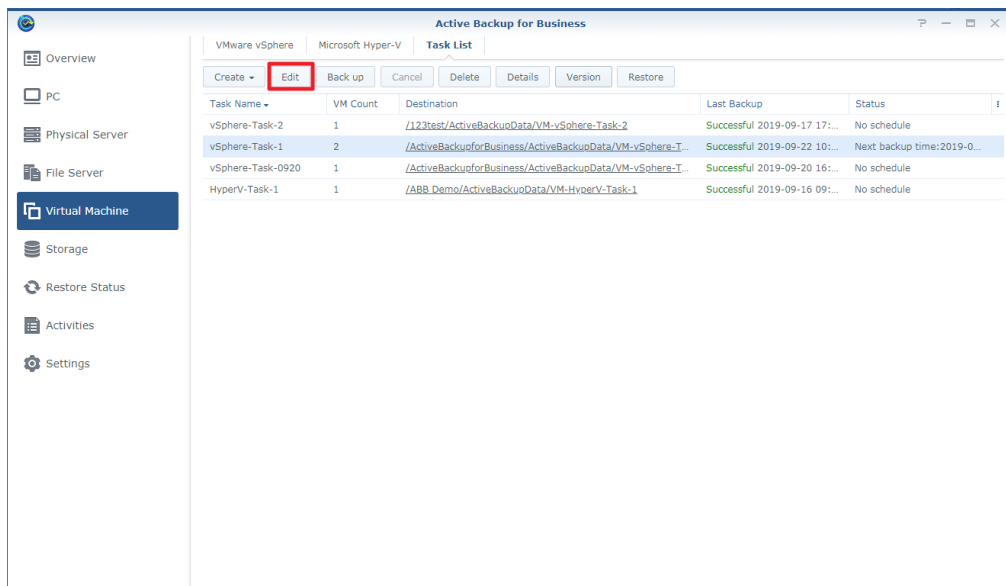 Active Backup for Business
Overview
PC
Physical Server
File Server
Virtual Machine
Storage
Restore Status
Activities
Settings
VMware vSphere Microsoft Hyper-V Task List
Create Edit Back up Cancel Delete Details Version Restore
Task Name VM Count Destination Last Backup Status
vSphere-Task-2 1 /123test/ActiveBackupData/VM-vSphere-Task-2 Successful 2019-09-17 17:... No schedule
vSphere-Task-1 2 /ActiveBackupforBusiness/ActiveBackupData/VM-vSphere-T... Successful 2019-09-22 10:... Next backup time:2019-0...
vSphere-Task-0920 1 /ActiveBackupforBusiness/ActiveBackupData/VM-vSphere-T... Successful 2019-09-20 16:... No schedule
HyperV-Task-1 1 /ABB Demo/ActiveBackupData/VM-HyperV-Task-1 Successful 2019-09-16 09:... No schedule